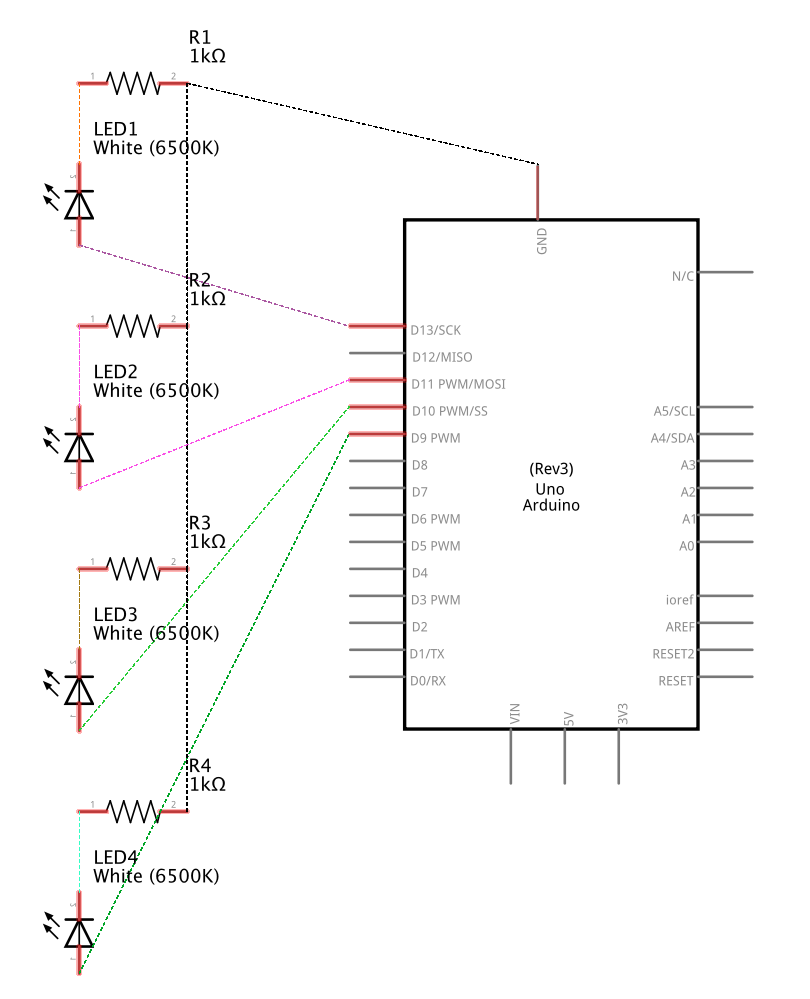 R1
1kΩ
1
2
LED1
White (6500K)
GND
N/C
R2
1kΩ
1
2
D13/SCK
D12/MISO
LED2
White (6500K)
D11 PWM/MOSI
D10 PWM/SS
D9 PWM
D8
D7
D6 PWM
D5 PWM
D4
D3 PWM
D2
D1/TX
D0/RX
(Rev3)
Uno
Arduino
A5/SCL
A4/SDA
A3
A2
A1
A0
ioref
AREF
RESET2
RESET
VIN
5V
3V3
R3
1kΩ
1
2
LED3
White (6500K)
R4
1kΩ
1
2
LED4
White (6500K)